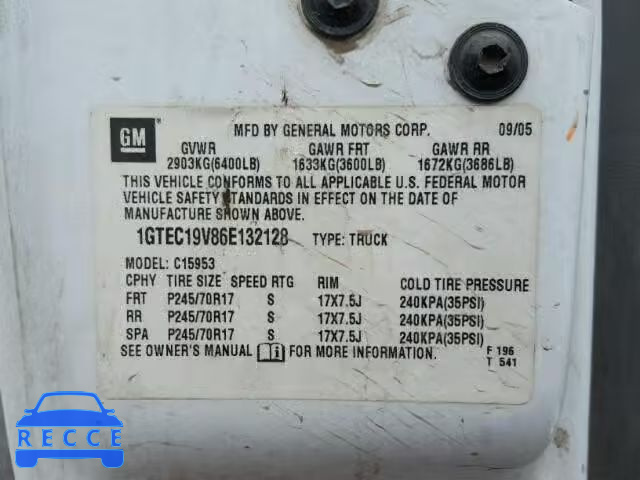 GM
MFD BY GENERAL MOTORS CORP. 09/05
GVWR GAWR FRT GAWR RR
2903KG(6400LB) 1633KG(3600LB) 1672KG(3686LB)
THIS VEHICLE CONFORMS TO ALL APPLICABLE U.S. FEDERAL MOTOR
VEHICLE SAFETY STANDARDS IN EFFECT ON THE DATE OF
MANUFACTURE SHOWN ABOVE.
1GTEC19V86E132128 TYPE: TRUCK
MODEL: C15953
CPHY TIRE SIZE SPEED RTG RIM COLD TIRE PRESSURE
FRT P245/70R17 S 17X7.5J 240KPA(35PSI)
RR P245/70R17 S 17X7.5J 240KPA(35PSI)
SPA P245/70R17 S 17X7.5J 240KPA(35PSI)
SEE OWNER'S MANUAL FOR MORE INFORMATION. F 196
T 541
RECCE